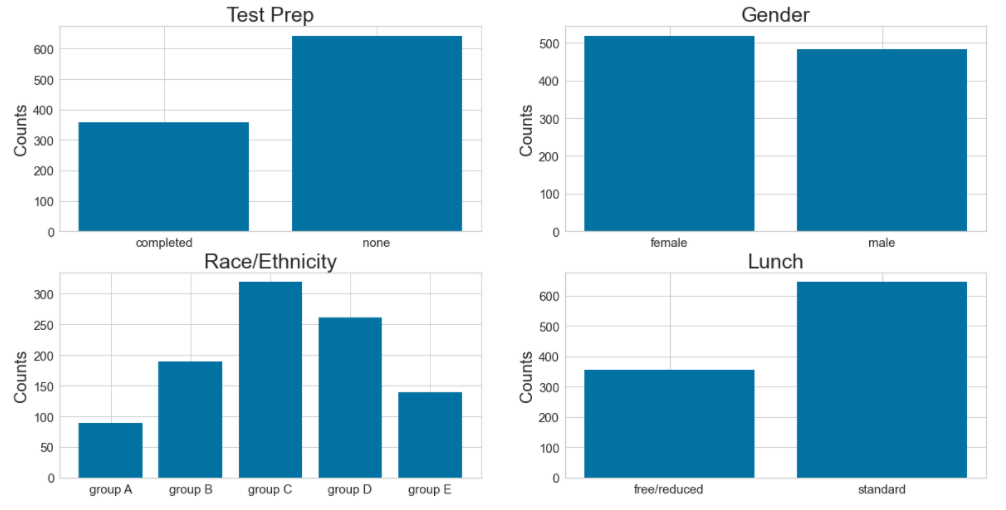 Test Prep
Counts
600
500
400
300
200
100
0
completed none
Gender
Counts
500
400
300
200
100
0
female male
Race/Ethnicity
Counts
300
250
200
150
100
50
0
group A group B group C group D group E
Lunch
Counts
600
500
400
300
200
100
0
free/reduced standard